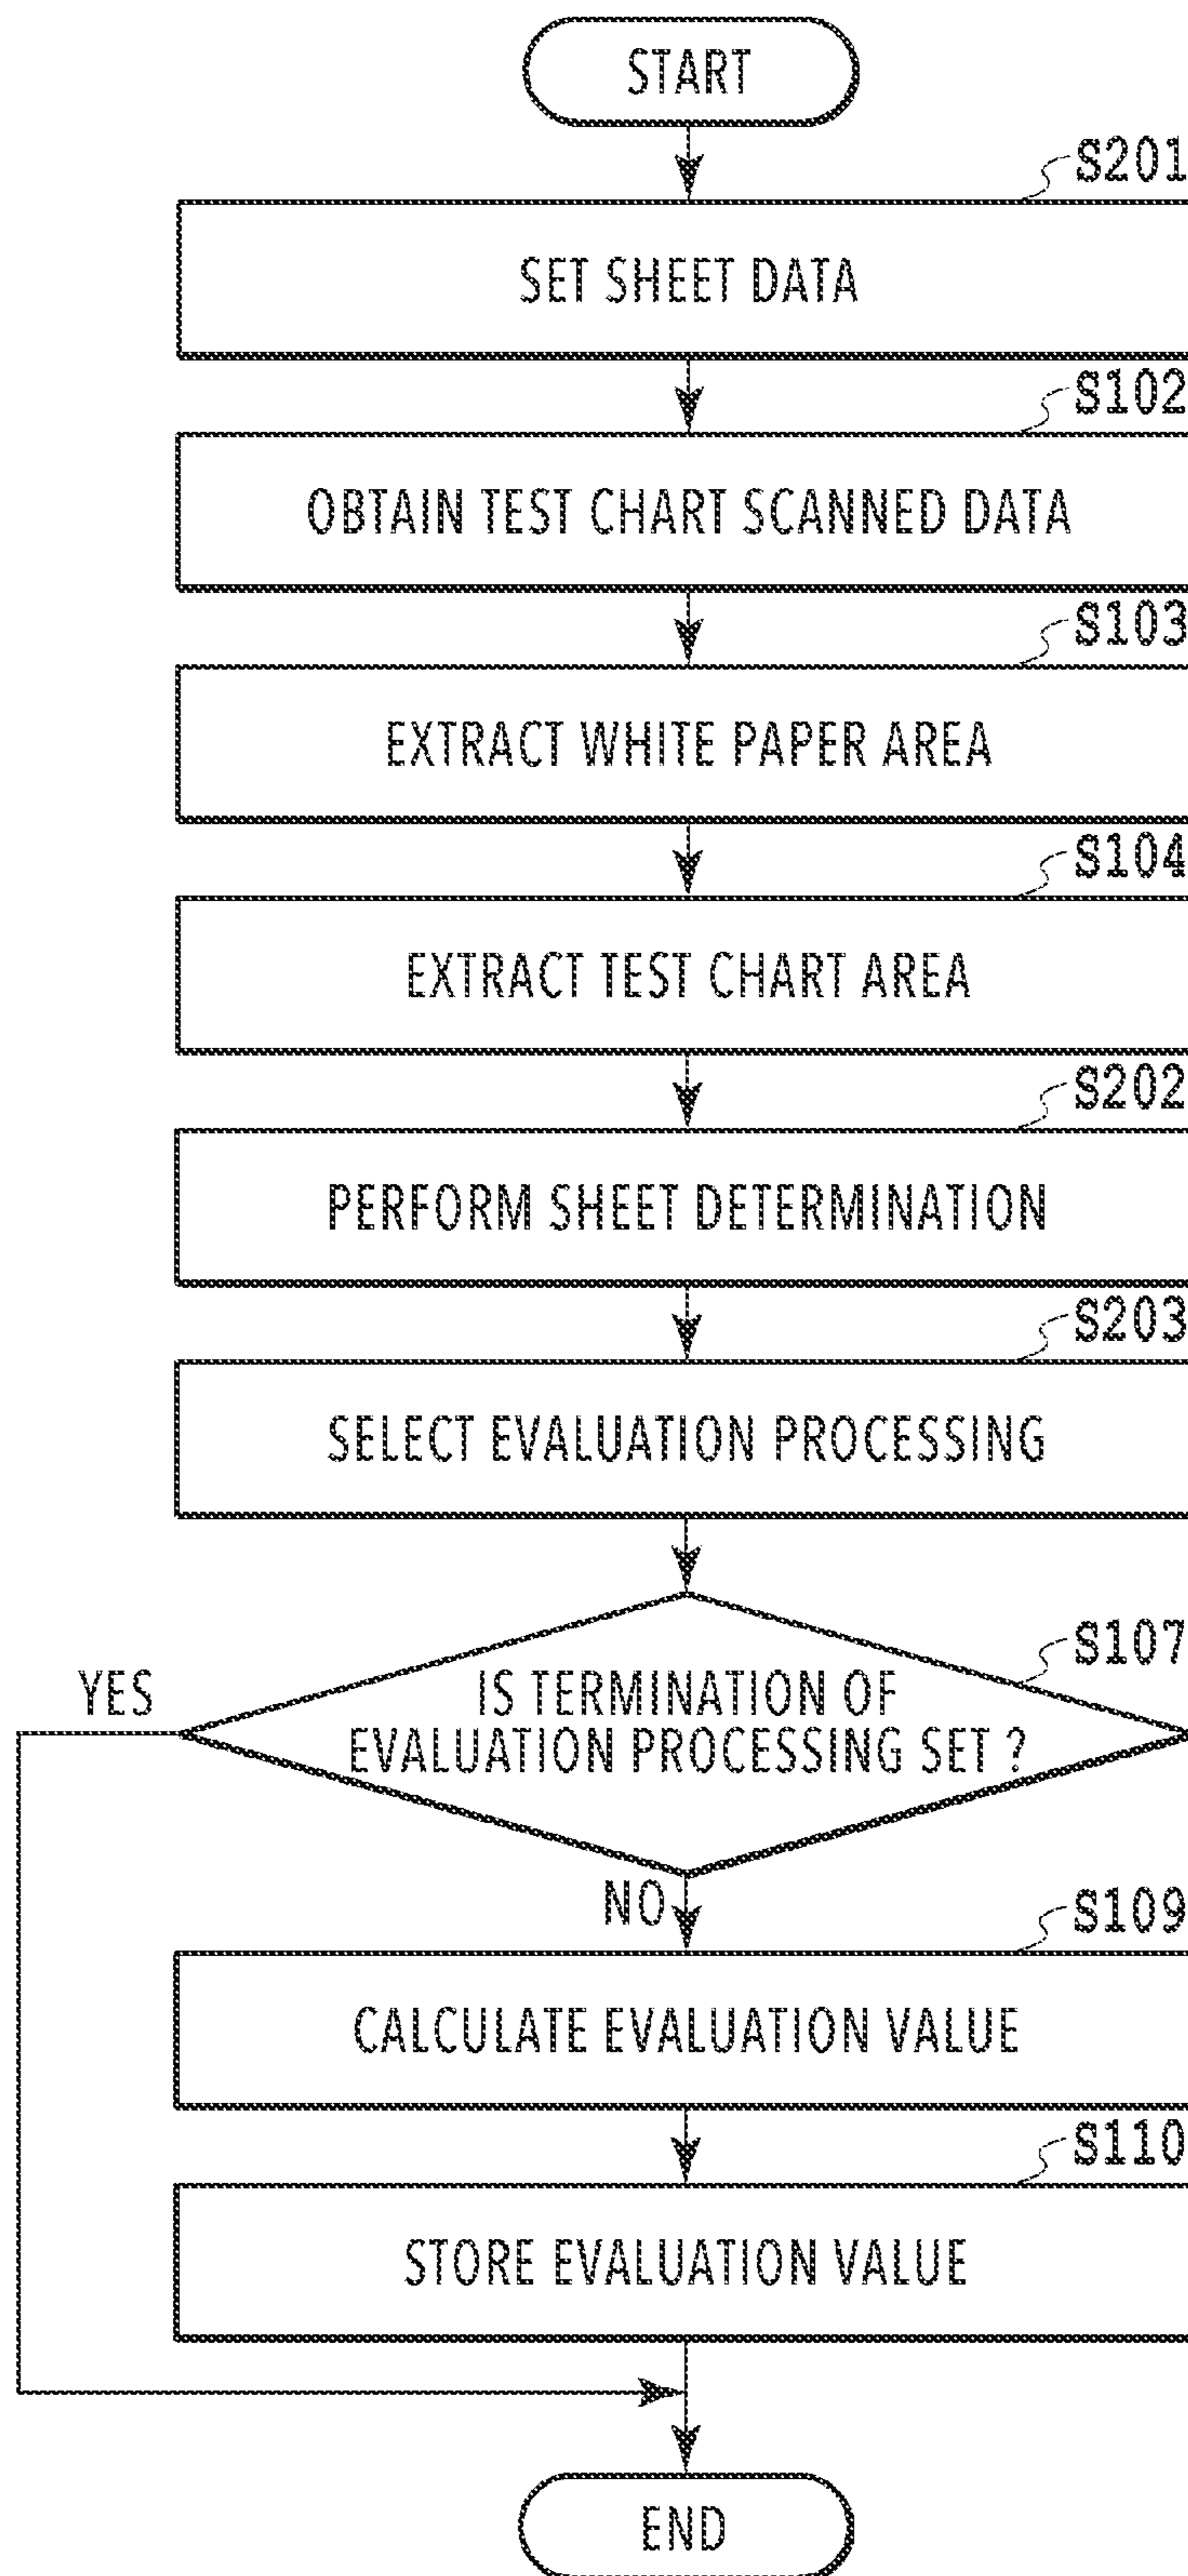 START
S201
SET SHEET DATA
S102
OBTAIN TEST CHART SCANNED DATA
S103
EXTRACT WHITE PAPER AREA
S104
EXTRACT TEST CHART AREA
S202
PERFORM SHEET DETERMINATION
S203
SELECT EVALUATION PROCESSING
S107
YES
IS TERMINATION OF
EVALUATION PROCESSING SET ?
NO
S109
CALCULATE EVALUATION VALUE
S110
STORE EVALUATION VALUE
END